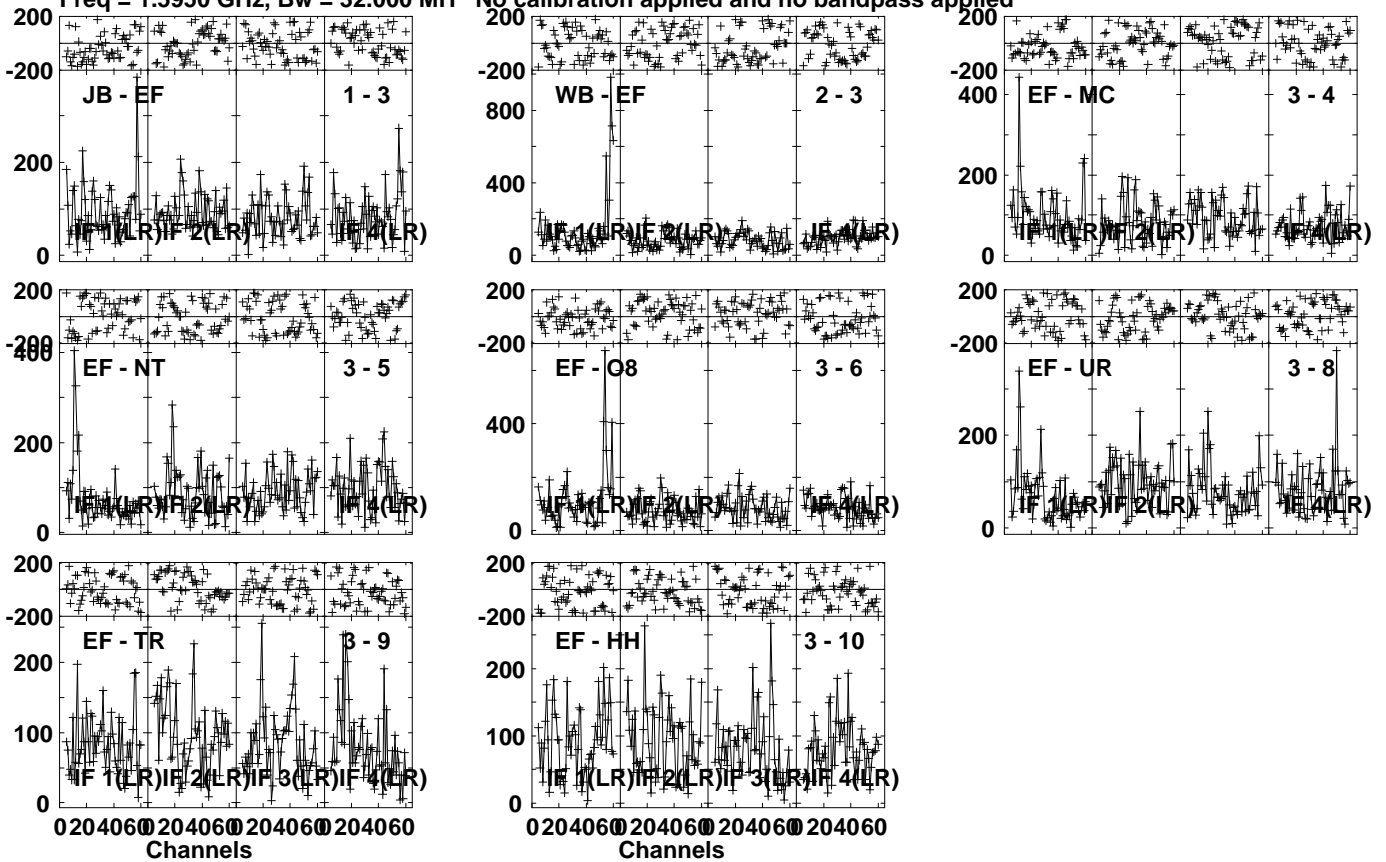 Freq = 1.5950 GHz, Bw = 32.000 MH No calibration applied and no bandpass applied
200
-200
JB - EF 1 - 3
200
0
IF 1(LR) IF 2(LR) IF 4(LR)
200
-200
WB - EF 2 - 3
800
400
0
IF 1(LR) IF 2(LR) IF 4(LR)
200
-200
EF - MC 3 - 4
400
200
0
IF 1(LR) IF 2(LR) IF 4(LR)
200
-200
EF - NT 3 - 5
400
200
0
IF 1(LR) IF 2(LR) IF 4(LR)
200
-200
EF - O8 3 - 6
400
0
IF 1(LR) IF 2(LR) IF 4(LR)
200
-200
EF - UR 3 - 8
200
0
IF 1(LR) IF 2(LR) IF 4(LR)
200
-200
EF - TR 3 - 9
200
100
0
IF 1(LR) IF 2(LR) IF 3(LR) IF 4(LR)
0 20 40 60 0 20 40 60 0 20 40 60 0 20 40 60
Channels
200
-200
EF - HH 3 - 10
200
100
0
IF 1(LR) IF 2(LR) IF 3(LR) IF 4(LR)
0 20 40 60 0 20 40 60 0 20 40 60 0 20 40 60
Channels